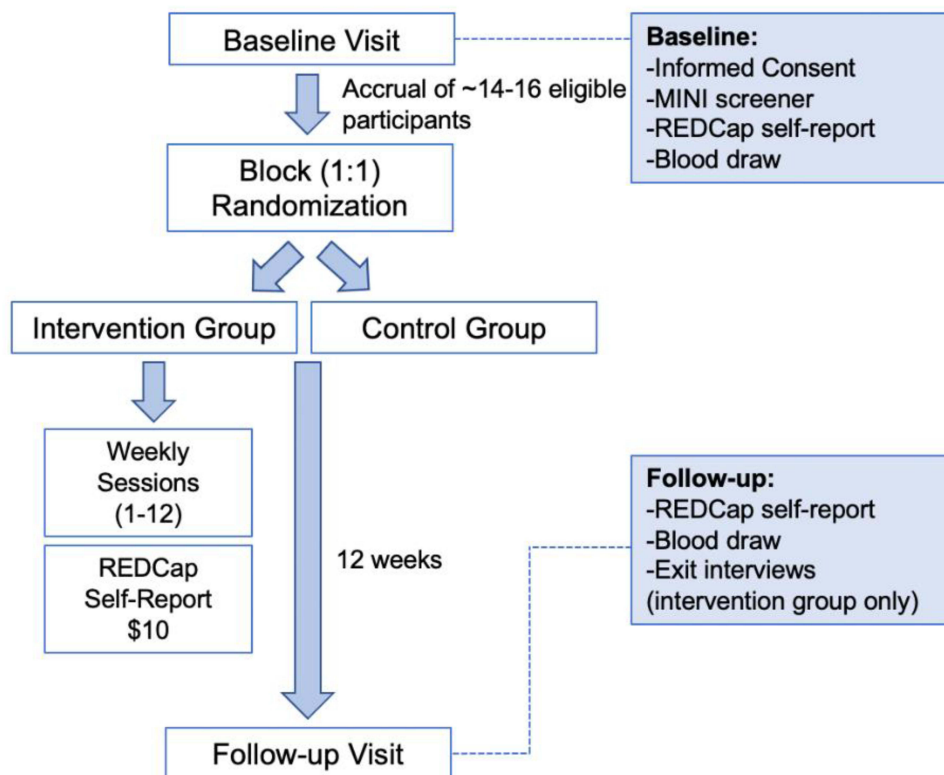 Baseline Visit
Baseline:
-Informed Consent
-MINI screener
-REDCap self-report
-Blood draw
Accrual of ~14-16 eligible
participants
Block (1:1)
Randomization
Intervention Group
Control Group
Weekly
Sessions
(1-12)
REDCap
Self-Report
$10
12 weeks
Follow-up:
-REDCap self-report
-Blood draw
-Exit interviews
(intervention group only)
Follow-up Visit